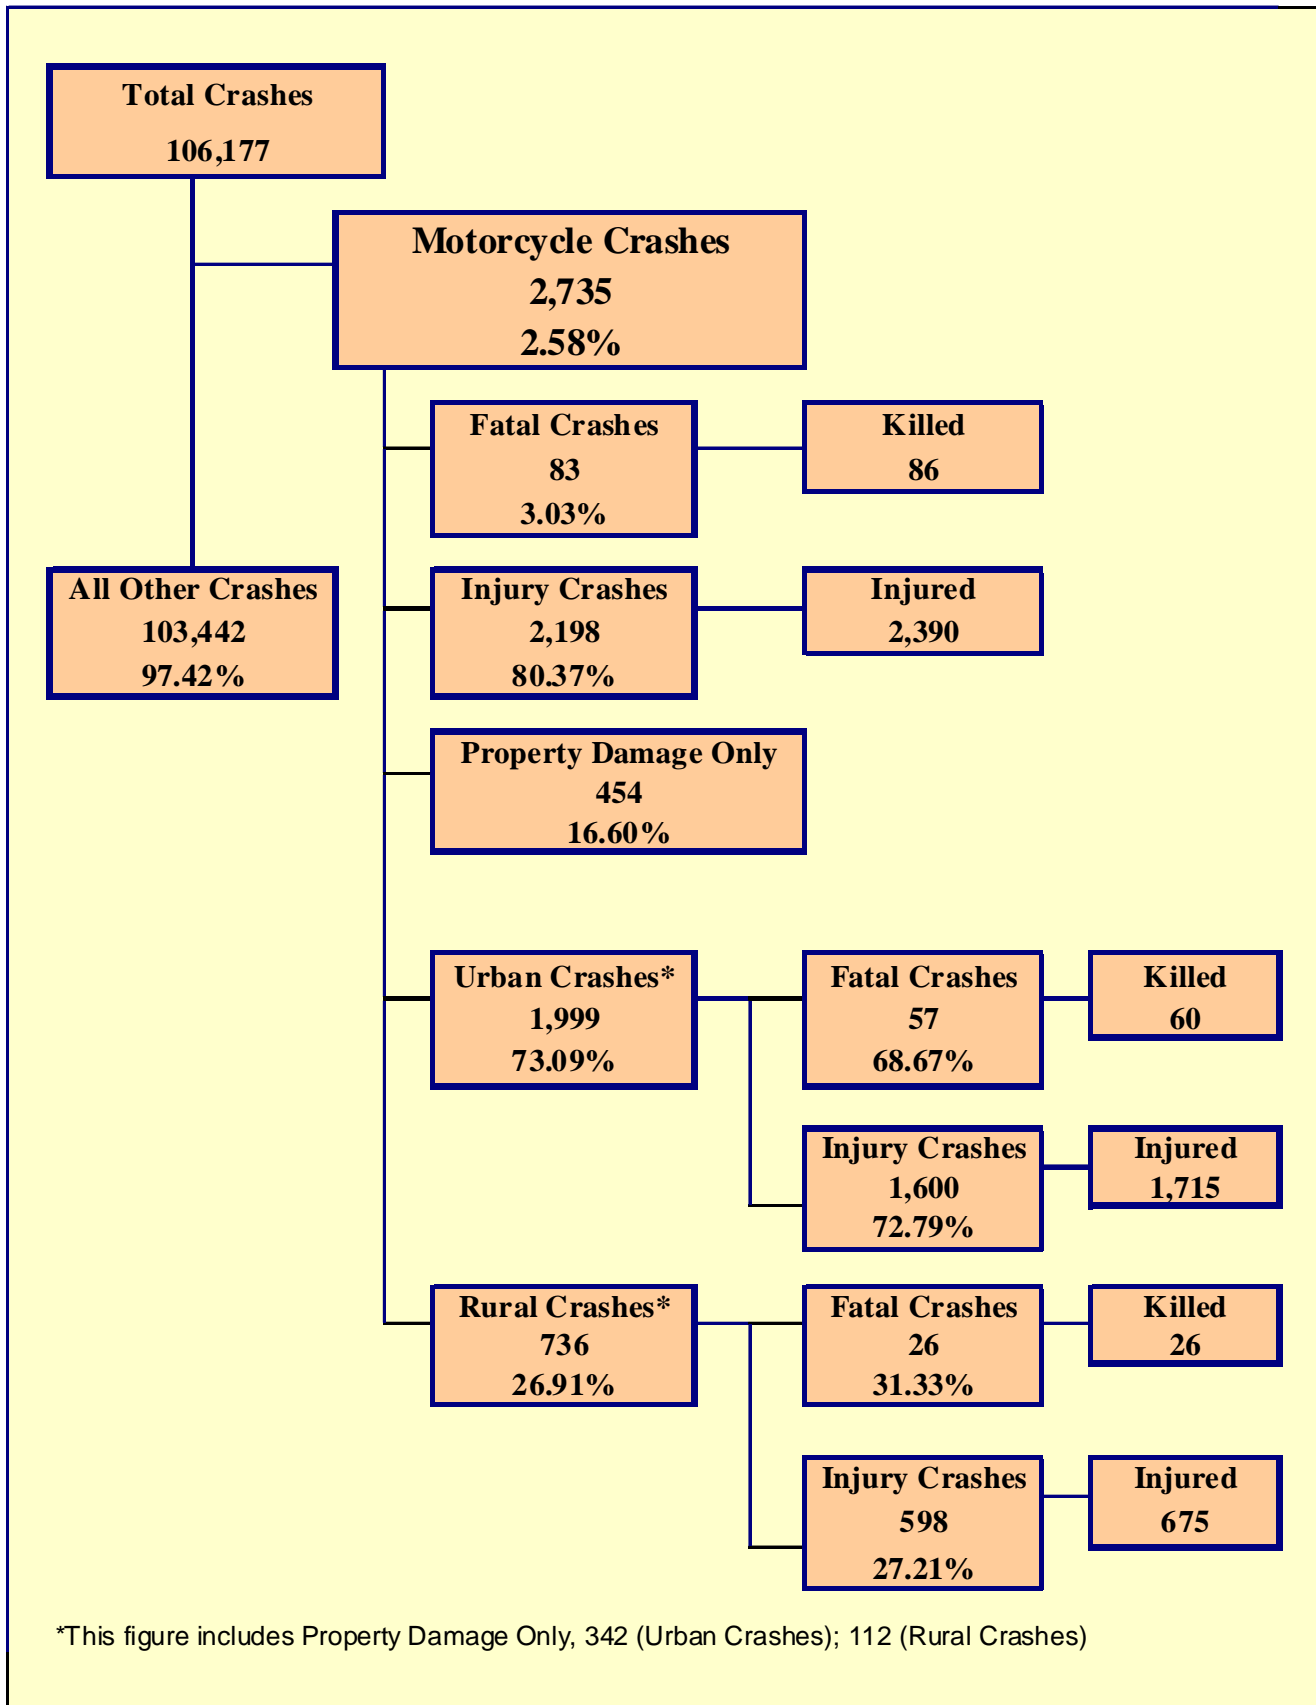 Total Crashes
106,177
Motorcycle Crashes
2,735
2.58%
Fatal Crashes
83
3.03%
Killed
86
All Other Crashes
103,442
97.42%
Injury Crashes
2,198
80.37%
Injured
2,390
Property Damage Only
454
16.60%
Urban Crashes*
1,999
73.09%
Fatal Crashes
57
68.67%
Killed
60
Injury Crashes
1,600
72.79%
Injured
1,715
Rural Crashes*
736
26.91%
Fatal Crashes
26
31.33%
Killed
26
Injury Crashes
598
27.21%
Injured
675
*This figure includes Property Damage Only, 342 (Urban Crashes); 112 (Rural Crashes)